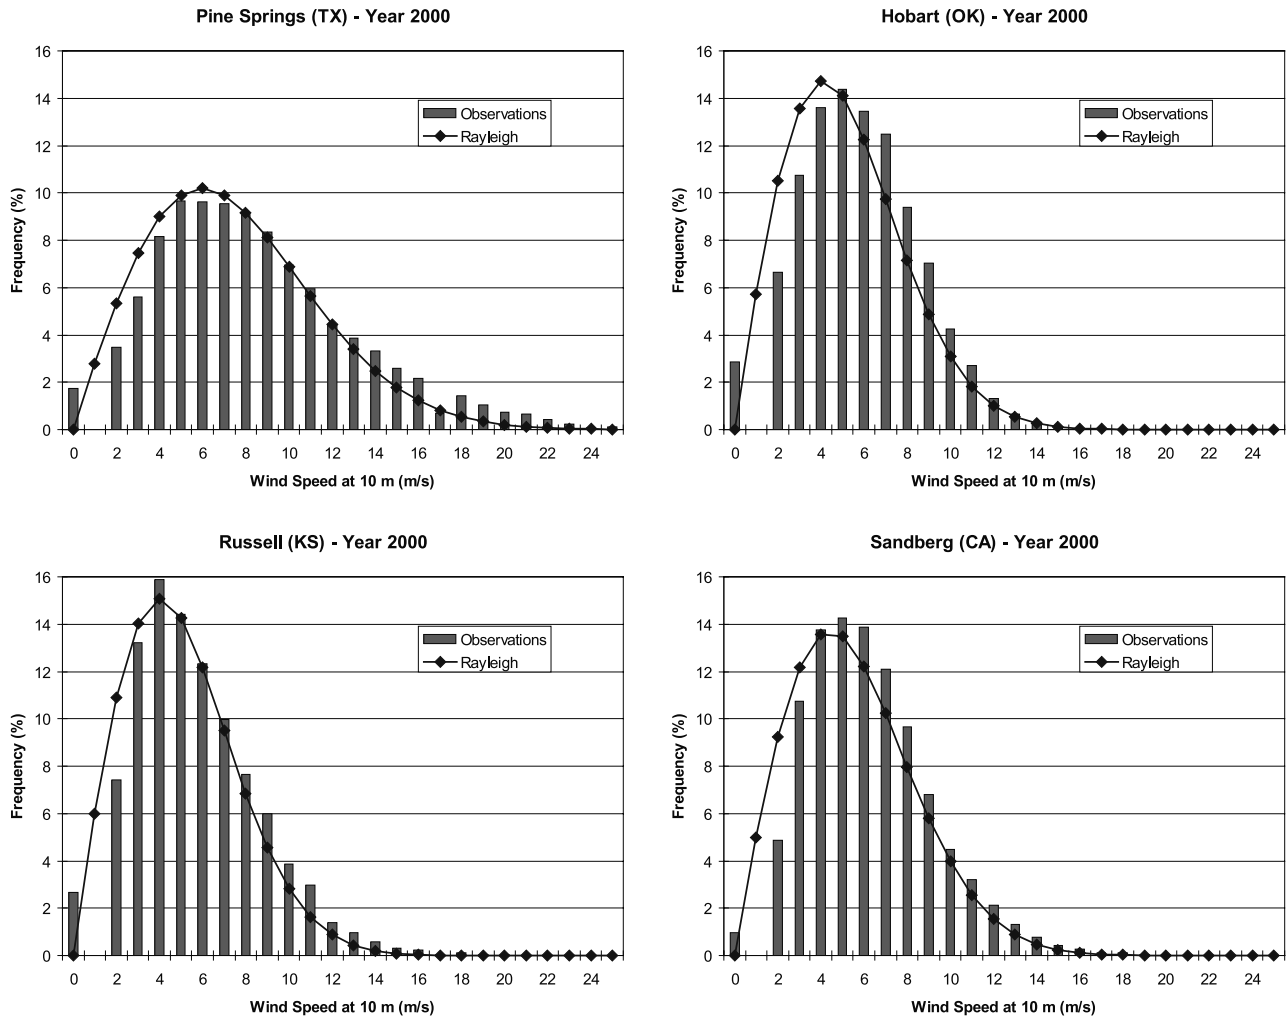 Pine Springs (TX) - Year 2000
16
14
12
10
8
6
4
2
0
Frequency (%)
Observations
Rayleigh
0 2 4 6 8 10 12 14 16 18 20 22 24
Wind Speed at 10 m (m/s)
Hobart (OK) - Year 2000
16
14
12
10
8
6
4
2
0
Frequency (%)
Observations
Rayleigh
0 2 4 6 8 10 12 14 16 18 20 22 24
Wind Speed at 10 m (m/s)
Russell (KS) - Year 2000
16
14
12
10
8
6
4
2
0
Frequency (%)
Observations
Rayleigh
0 2 4 6 8 10 12 14 16 18 20 22 24
Wind Speed at 10 m (m/s)
Sandberg (CA) - Year 2000
16
14
12
10
8
6
4
2
0
Frequency (%)
Observations
Rayleigh
0 2 4 6 8 10 12 14 16 18 20 22 24
Wind Speed at 10 m (m/s)